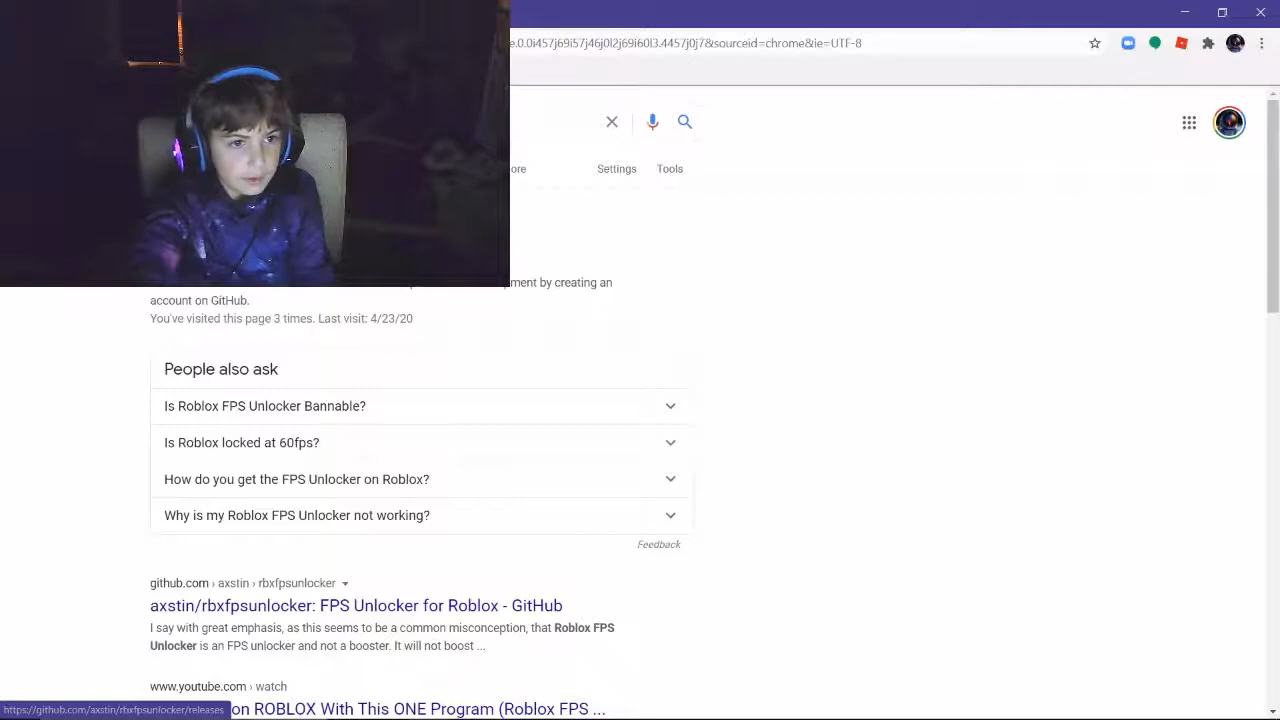 e.0.0i457j69i57j46j0l2j69i60l3.4457j0j7&sourceid=chrome&ie=UTF-8
ore
Settings
Tools
ment by creating an
account on GitHub.
You've visited this page 3 times. Last visit: 4/23/20
People also ask
Is Roblox FPS Unlocker Bannable?
Is Roblox locked at 60fps?
How do you get the FPS Unlocker on Roblox?
Why is my Roblox FPS Unlocker not working?
Feedback
github.com › axstin › rbxfpsunlocker
axstin/rbxfpsunlocker: FPS Unlocker for Roblox - GitHub
I say with great emphasis, as this seems to be a common misconception, that Roblox FPS
Unlocker is an FPS unlocker and not a booster. It will not boost ...
www.youtube.com › watch
on ROBLOX With This ONE Program (Roblox FPS ...
https://github.com/axstin/rbxfpsunlocker/releases